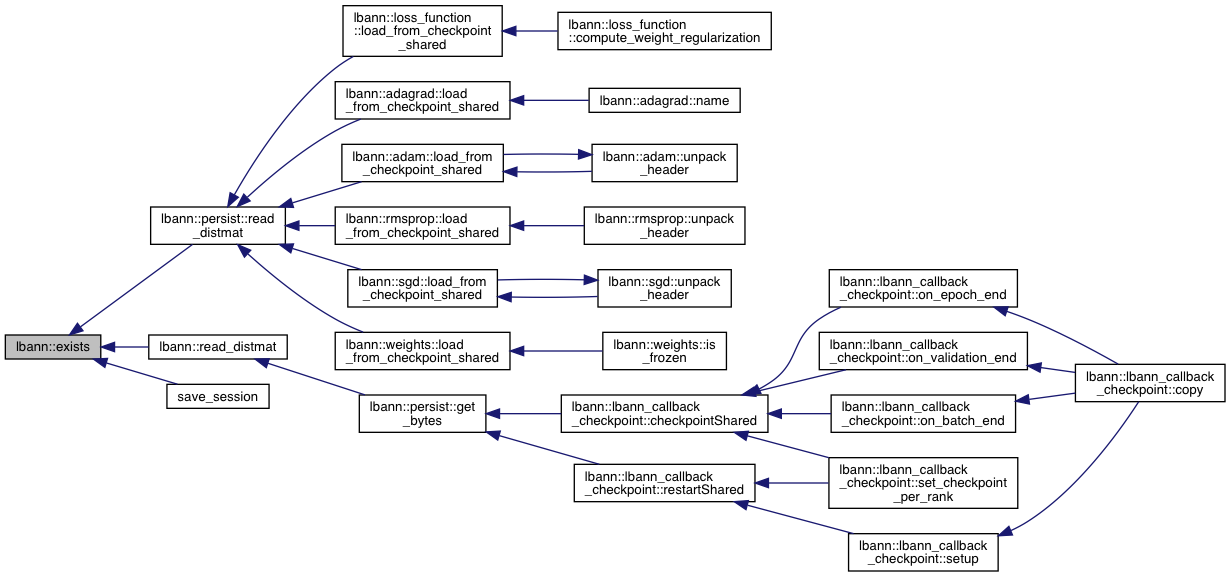 lbann::loss_function
::load_from_checkpoint
_shared
lbann::loss_function
::compute_weight_regularization
lbann::adagrad::load
_from_checkpoint_shared
lbann::adagrad::name
lbann::adam::load_from
_checkpoint_shared
lbann::adam::unpack
_header
lbann::persist::read
_distmat
lbann::rmsprop::load
_from_checkpoint_shared
lbann::rmsprop::unpack
_header
lbann::sgd::load_from
_checkpoint_shared
lbann::sgd::unpack
_header
lbann::lbann_callback
_checkpoint::on_epoch_end
lbann::exists
lbann::read_distmat
lbann::weights::load
_from_checkpoint_shared
lbann::weights::is
_frozen
lbann::lbann_callback
_checkpoint::on_validation_end
lbann::lbann_callback
_checkpoint::copy
save_session
lbann::persist::get
_bytes
lbann::lbann_callback
_checkpoint::checkpointShared
lbann::lbann_callback
_checkpoint::on_batch_end
lbann::lbann_callback
_checkpoint::restartShared
lbann::lbann_callback
_checkpoint::set_checkpoint
_per_rank
lbann::lbann_callback
_checkpoint::setup